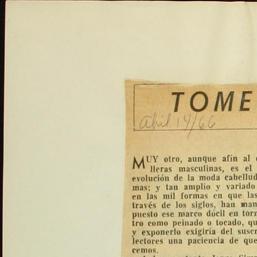 TOME
Abril 14/66
MUY otro, aunque afín al c
lleras masculinas, es el
evolución de la moda cabellud
mas; y tan amplio y variado
en las mil formas en que las
través de los siglos, han man
puesto ese marco dócil en torn
tro como peinado o tocado, qu
y exponerlo exigiría del suscr
lectores una paciencia de que
cemos.